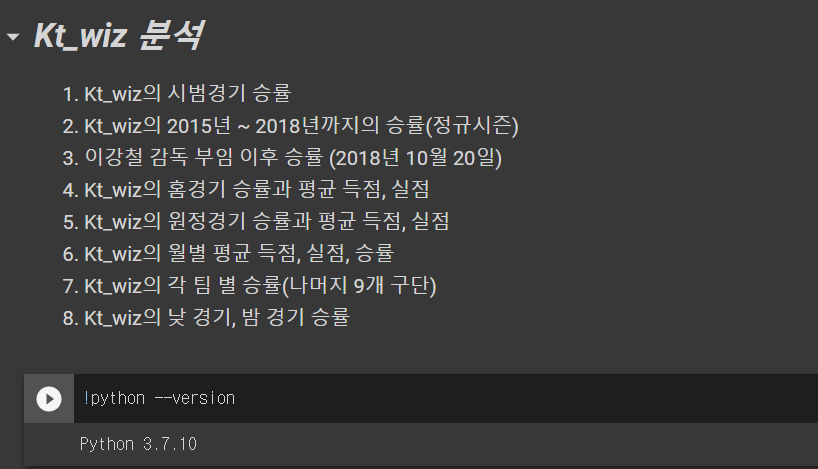 Kt_wiz 분석
1. Kt_wiz의 시범경기 승률
2. Kt_wiz의 2015년 ~ 2018년까지의 승률(정규시즌)
3. 이강철 감독 부임 이후 승률 (2018년 10월 20일)
4. Kt_wiz의 홈경기 승률과 평균 득점, 실점
5. Kt_wiz의 원정경기 승률과 평균 득점, 실점
6. Kt_wiz의 월별 평균 득점, 실점, 승률
7. Kt_wiz의 각 팀 별 승률(나머지 9개 구단)
8. Kt_wiz의 낮 경기, 밤 경기 승률
!python --version
Python 3.7.10